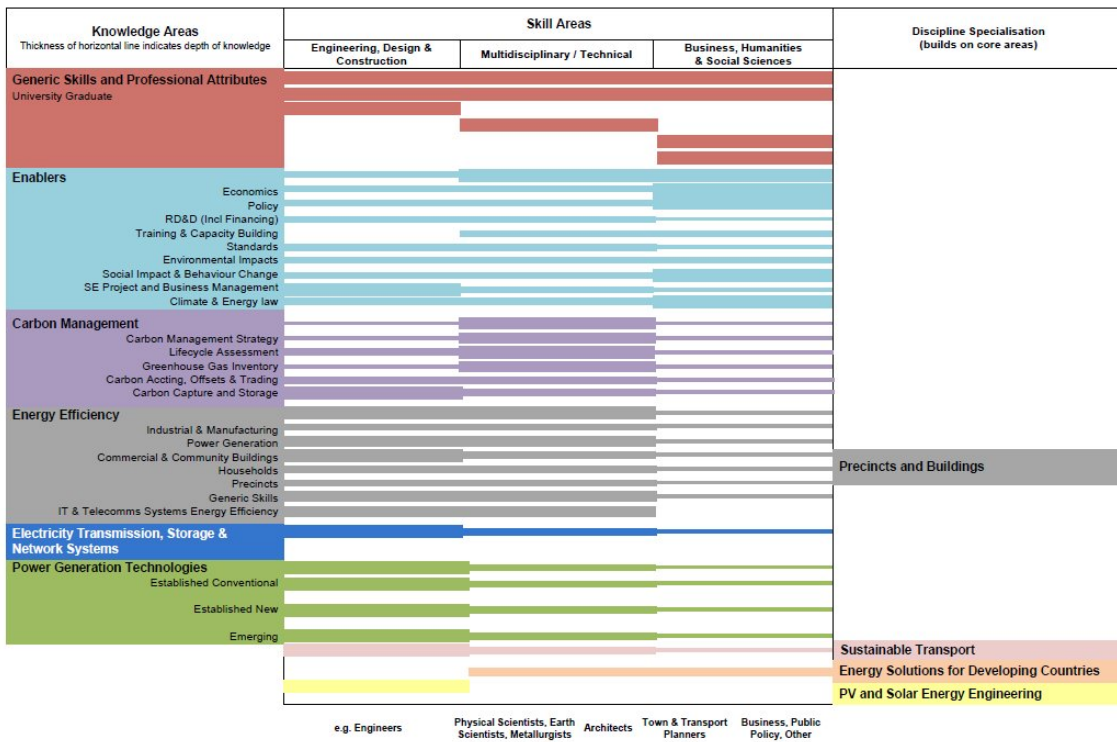 Knowledge Areas
Thickness of horizontal line indicates depth of knowledge
Skill Areas
Engineering, Design &
Construction
Multidisciplinary / Technical
Business, Humanities
& Social Sciences
Discipline Specialisation
(builds on core areas)
Generic Skills and Professional Attributes
University Graduate
Enablers
Economics
Policy
RD&D (Incl Financing)
Training & Capacity Building
Standards
Environmental Impacts
Social Impact & Behaviour Change
SE Project and Business Management
Climate & Energy law
Carbon Management
Carbon Management Strategy
Lifecycle Assessment
Greenhouse Gas Inventory
Carbon Accting, Offsets & Trading
Carbon Capture and Storage
Energy Efficiency
Industrial & Manufacturing
Power Generation
Commercial & Community Buildings
Households
Precincts
Generic Skills
IT & Telecomms Systems Energy Efficiency
Precincts and Buildings
Electricity Transmission, Storage &
Network Systems
Power Generation Technologies
Established Conventional
Established New
Emerging
Sustainable Transport
Energy Solutions for Developing Countries
PV and Solar Energy Engineering
e.g. Engineers
Physical Scientists, Earth
Scientists, Metallurgists
Architects
Town & Transport
Planners
Business, Public
Policy, Other